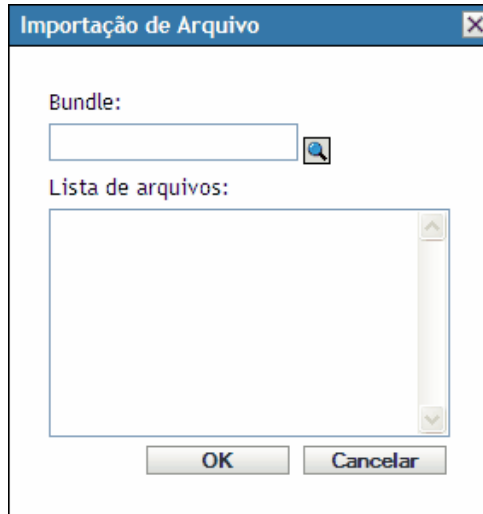 Importação de Arquivo
Bundle:
Lista de arquivos:
OK Cancelar